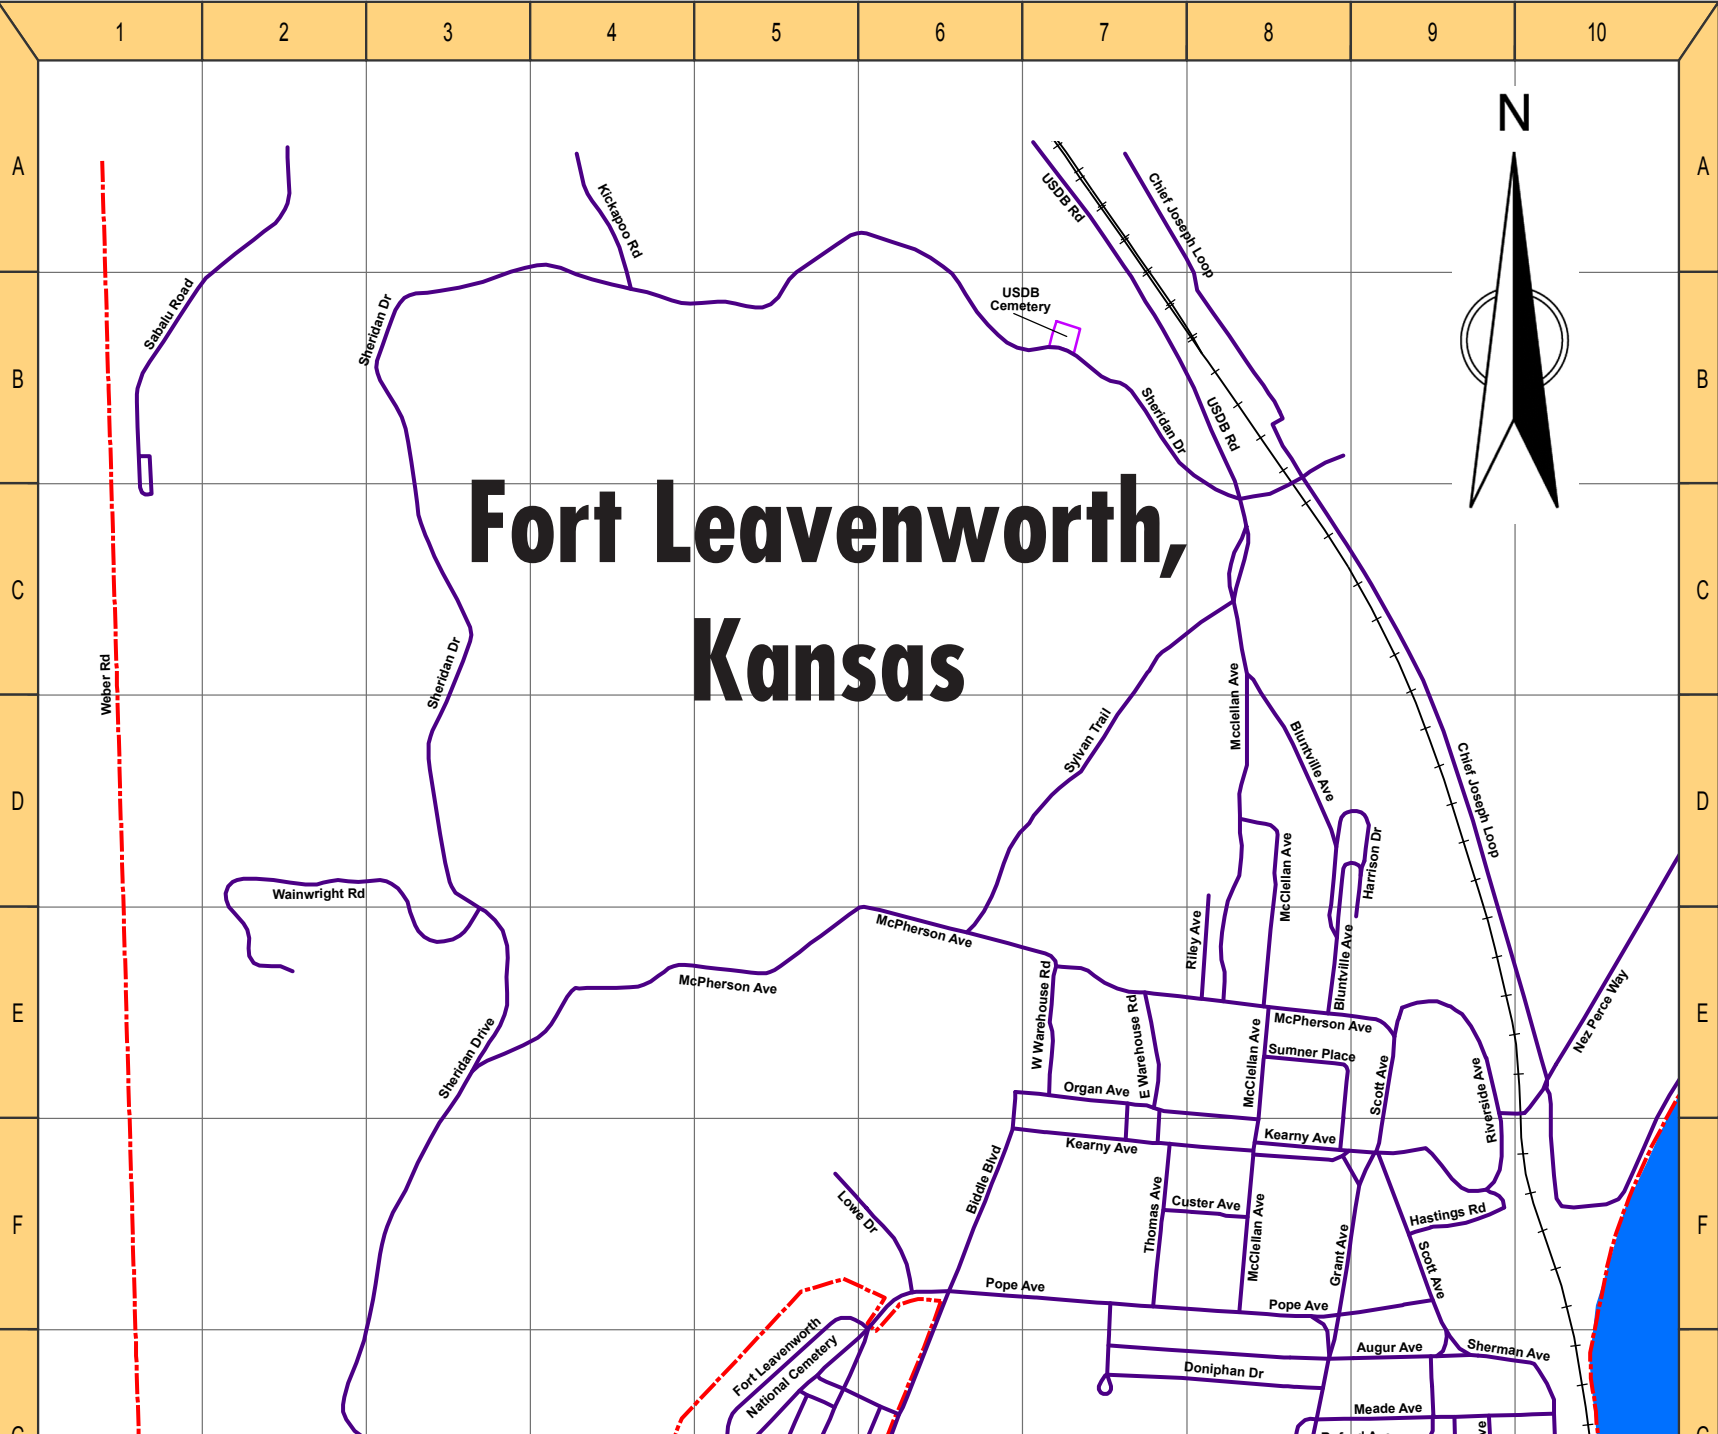 1 2 3 4 5 6 7 8 9 10
N
A A
Kickapoo Rd
USDB Rd
Chief Joseph Loop
Sabalu Road
Sheridan Dr
USDB
Cemetery
B B
Sheridan Dr
USDB Rd
Fort Leavenworth,
Kansas
C C
Weber Rd
Sheridan Dr
Mcclellan Ave
Sylvan Trail
Bluntville Ave
Chief Joseph Loop
D D
McClellan Ave
Harrison Dr
Wainwright Rd
McPherson Ave
Riley Ave
Bluntville Ave
McPherson Ave
W Warehouse Rd
E Warehouse Rd
Nez Perce Way
E E
McPherson Ave
Sheridan Drive
McClellan Ave
Sumner Place
Scott Ave
Riverside Ave
Organ Ave
Kearny Ave
Kearny Ave
Biddle Blvd
Lowe Dr
Thomas Ave
Custer Ave
McClellan Ave
Grant Ave
Hastings Rd
F F
Scott Ave
Pope Ave
Pope Ave
Fort Leavenworth
National Cemetery
Augur Ave
Sherman Ave
Doniphan Dr
Meade Ave